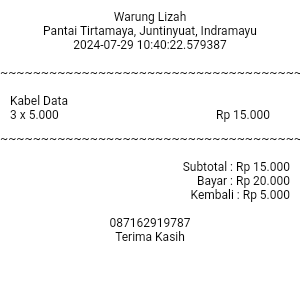 Warung Lizah
Pantai Tirtamaya, Juntinyuat, Indramayu
2024-07-29 10:40:22.579387
~~~~~~~~~~~~~~~~~~~~~~~~~~~~~~~~~~~~~
Kabel Data
3 x 5.000 Rp 15.000
~~~~~~~~~~~~~~~~~~~~~~~~~~~~~~~~~~~~~
Subtotal : Rp 15.000
Bayar : Rp 20.000
Kembali : Rp 5.000
087162919787
Terima Kasih